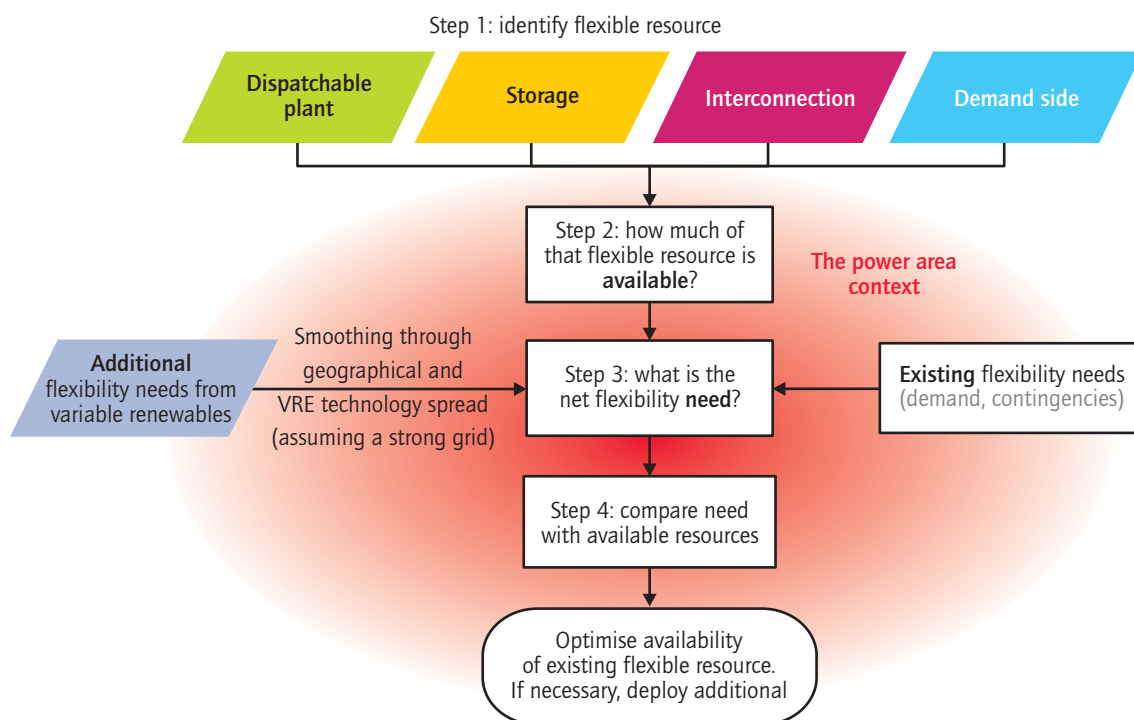 Step 1: identify flexible resource
Dispatchable
plant
Storage
Interconnection
Demand side
Step 2: how much of
that flexible resource is
available?
The power area
context
Additional
flexibility needs from
variable renewables
Smoothing through
geographical and
VRE technology spread
(assuming a strong grid)
Step 3: what is the
net flexibility need?
Existing flexibility needs
(demand, contingencies)
Step 4: compare need
with available resources
Optimise availability
of existing flexible resource.
If necessary, deploy additional